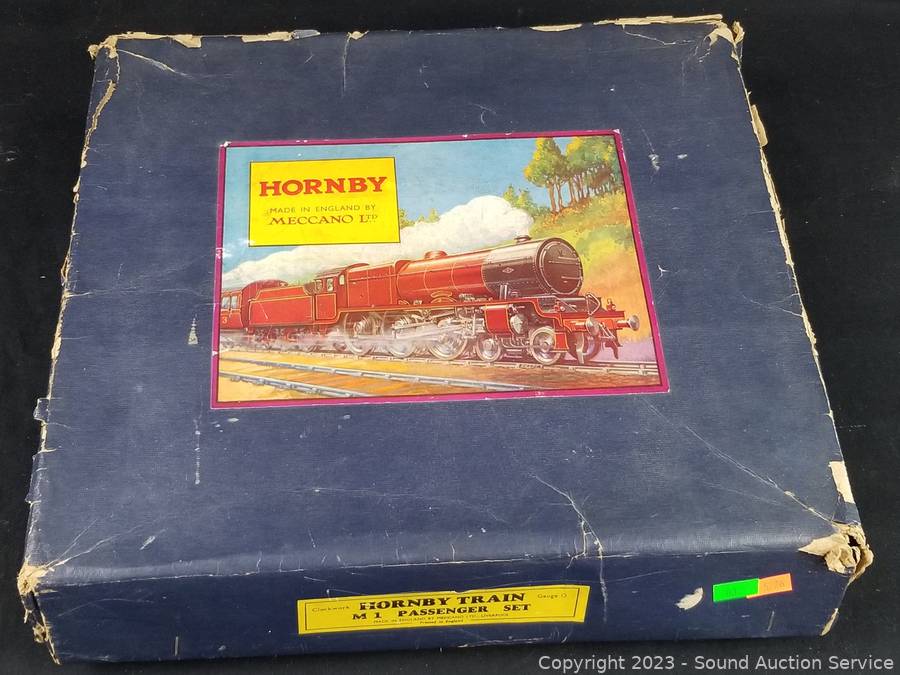 HORNBY
MADE IN ENGLAND BY
MECCANO LTD
Clockwork HORNBY TRAIN Gauge O
M 1 PASSENGER SET
MADE IN ENGLAND BY MECCANO LTD., LIVERPOOL
Printed in England
Copyright 2023 - Sound Auction Service